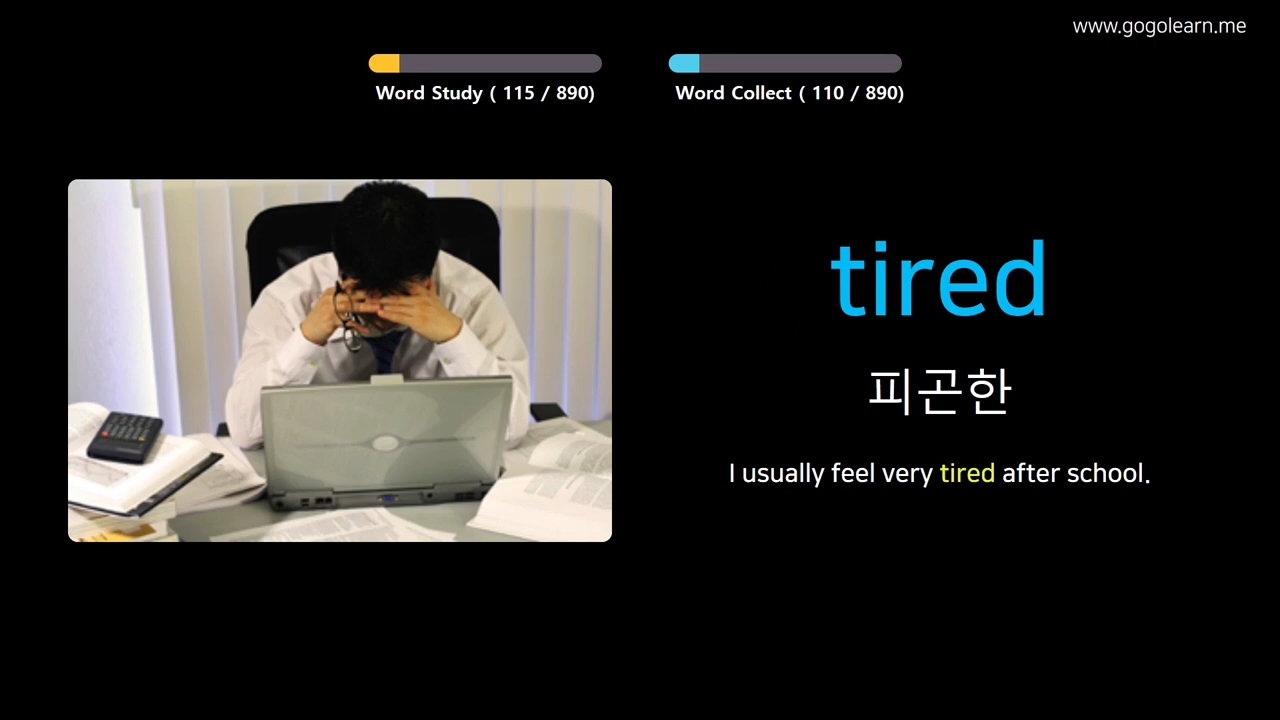 www.gogolearn.me
Word Study ( 115 / 890)
Word Collect ( 110 / 890)
tired
피곤한
I usually feel very tired after school.